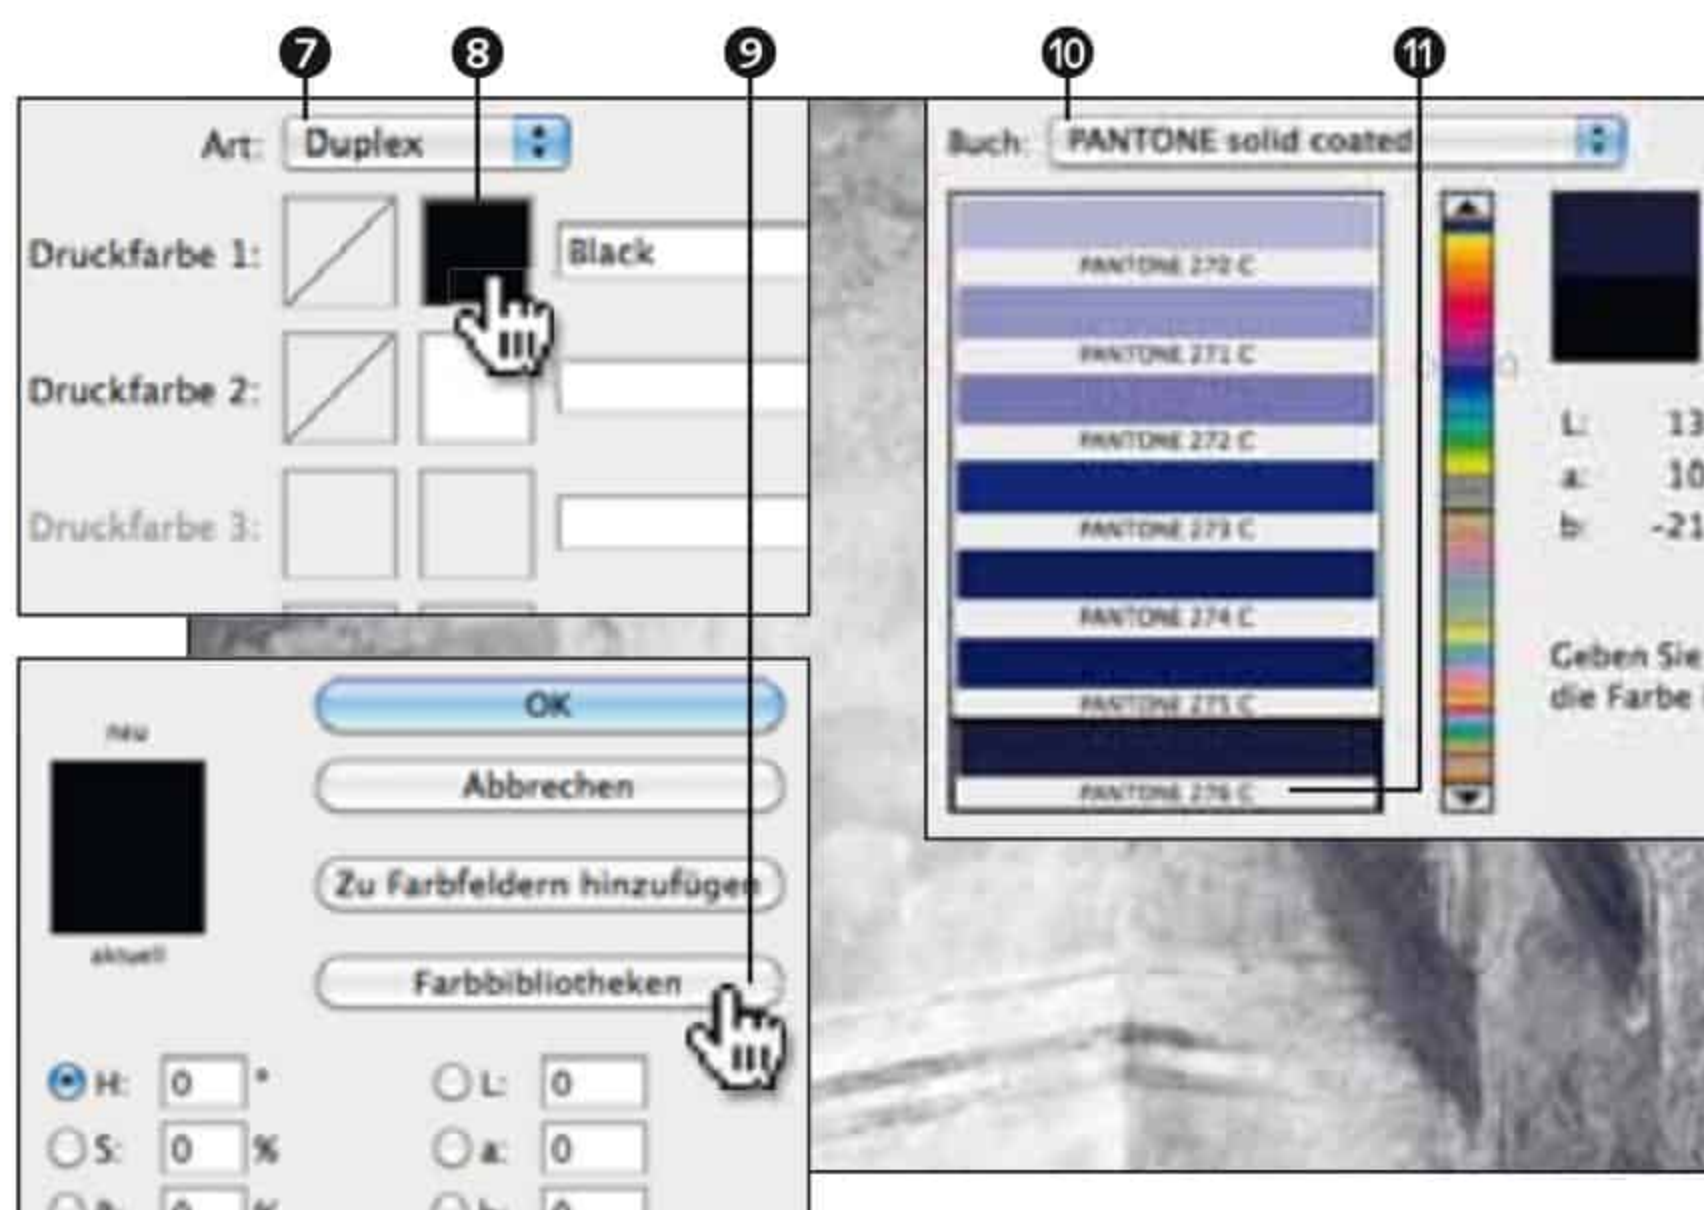 7 8 9 10 11
Art: Duplex
Druckfarbe 1: Black
Druckfarbe 2:
Druckfarbe 3:
neu
OK
Abbrechen
Zu Farbfeldern hinzufügen
aktuell
Farbbibliotheken
H: 0 ° L: 0
S: 0 % a: 0
Buch: PANTONE solid coated
PANTONE 270 C
PANTONE 271 C
PANTONE 272 C
PANTONE 273 C
PANTONE 274 C
PANTONE 275 C
PANTONE 276 C
L: 13
a: 10
b: -21
Geben Sie
die Farbe